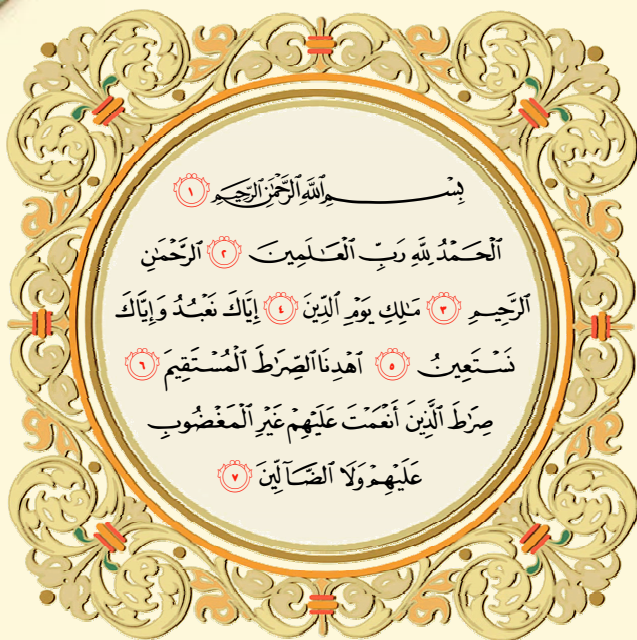 بِسْمِ ٱللَّهِ ٱلرَّحْمَٰنِ ٱلرَّحِيمِ ١
ٱلْحَمْدُ لِلَّهِ رَبِّ ٱلْعَٰلَمِينَ ٢ ٱلرَّحْمَٰنِ
ٱلرَّحِيمِ ٣ مَٰلِكِ يَوْمِ ٱلدِّينِ ٤ إِيَّاكَ نَعْبُدُ وَإِيَّاكَ
نَسْتَعِينُ ٥ ٱهْدِنَا ٱلصِّرَٰطَ ٱلْمُسْتَقِيمَ ٦
صِرَٰطَ ٱلَّذِينَ أَنْعَمْتَ عَلَيْهِمْ غَيْرِ ٱلْمَغْضُوبِ
عَلَيْهِمْ وَلَا ٱلضَّآلِّينَ ٧